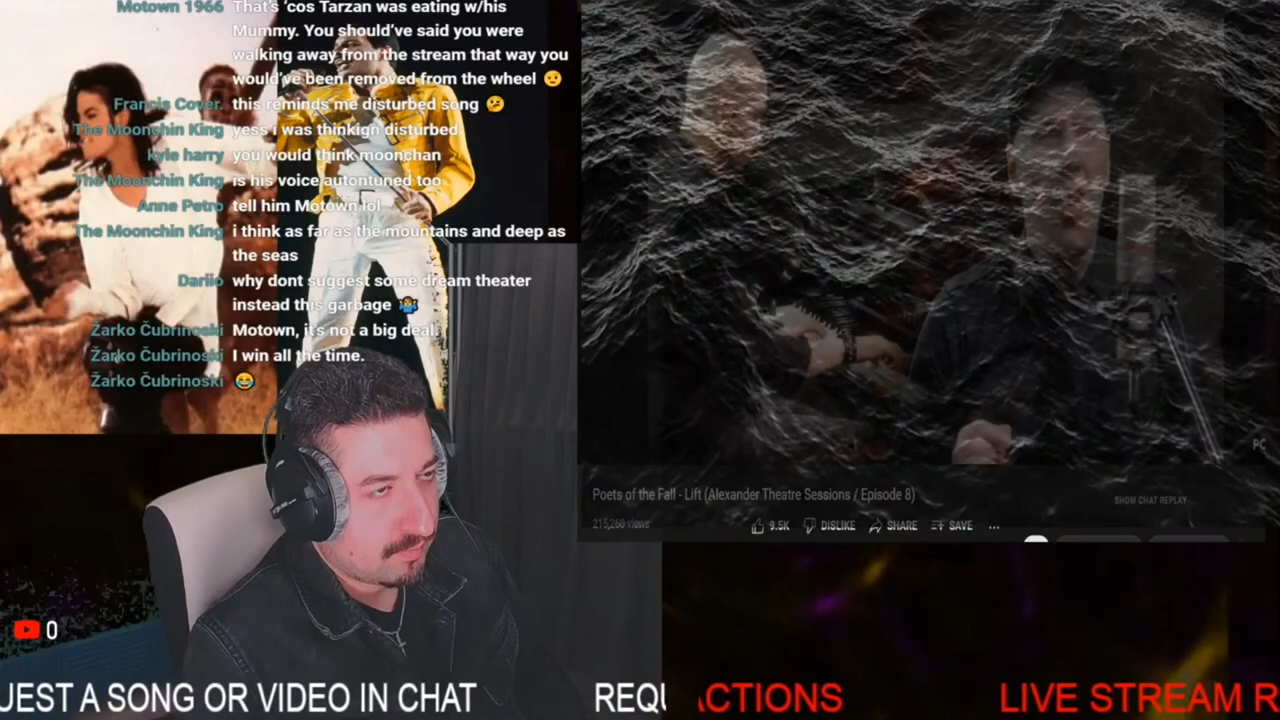 Motown 1966 That's 'cos Tarzan was eating w/his
Mummy. You should've said you were
walking away from the stream that way you
would've been removed from the wheel 😟
Francis Cover. this reminds me disturbed song 🤔
The Moonchin King yess i was thinkign disturbed
kyle harry you would think moonchan
The Moonchin King is his voice autontuned too
Anne Petro tell him Motown lol
The Moonchin King i think as far as the mountains and deep as
the seas
Dariio why dont suggest some dream theater
instead this garbage 🤷
Žarko Čubrinoski Motown, it's not a big deal.
Žarko Čubrinoski I win all the time.
Žarko Čubrinoski 😂
PC
Poets of the Fall - Lift (Alexander Theatre Sessions / Episode 8)
SHOW CHAT REPLAY
215,260 views
9.5K DISLIKE SHARE SAVE ...
0
JEST A SONG OR VIDEO IN CHAT REQU
ACTIONS LIVE STREAM R